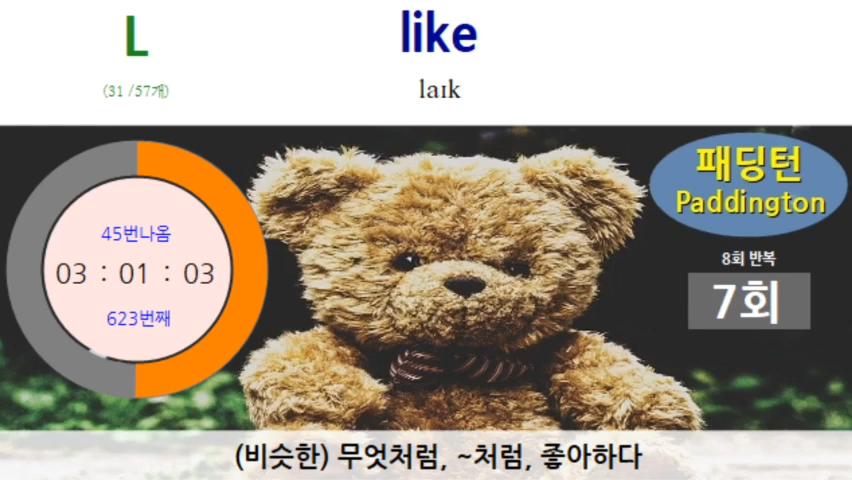 L
like
(31 /57개)
laɪk
패딩턴
Paddington
45번나옴
03 : 01 : 03
623번째
8회 반복
7회
(비슷한) 무엇처럼, ~처럼, 좋아하다